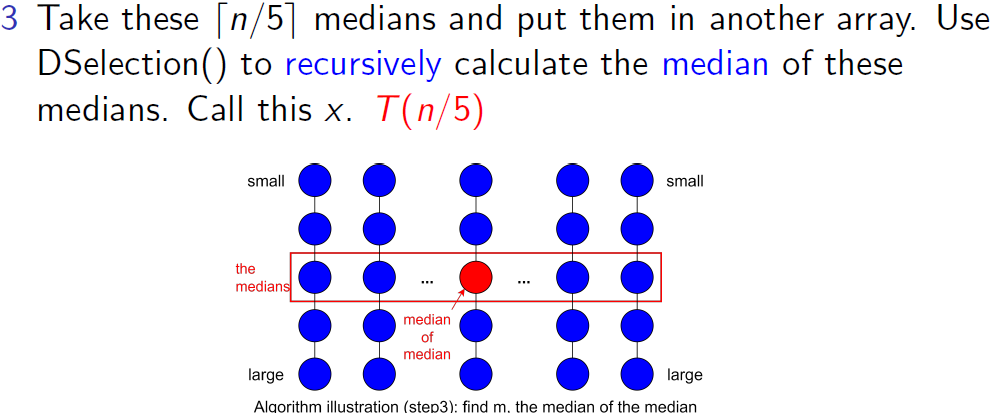 3 Take these ⌈n/5⌉ medians and put them in another array. Use
DSelection() to recursively calculate the median of these
medians. Call this x. T(n/5)
small small
the
medians
... ...
median
of
median
large large
Algorithm illustration (step3): find m, the median of the median